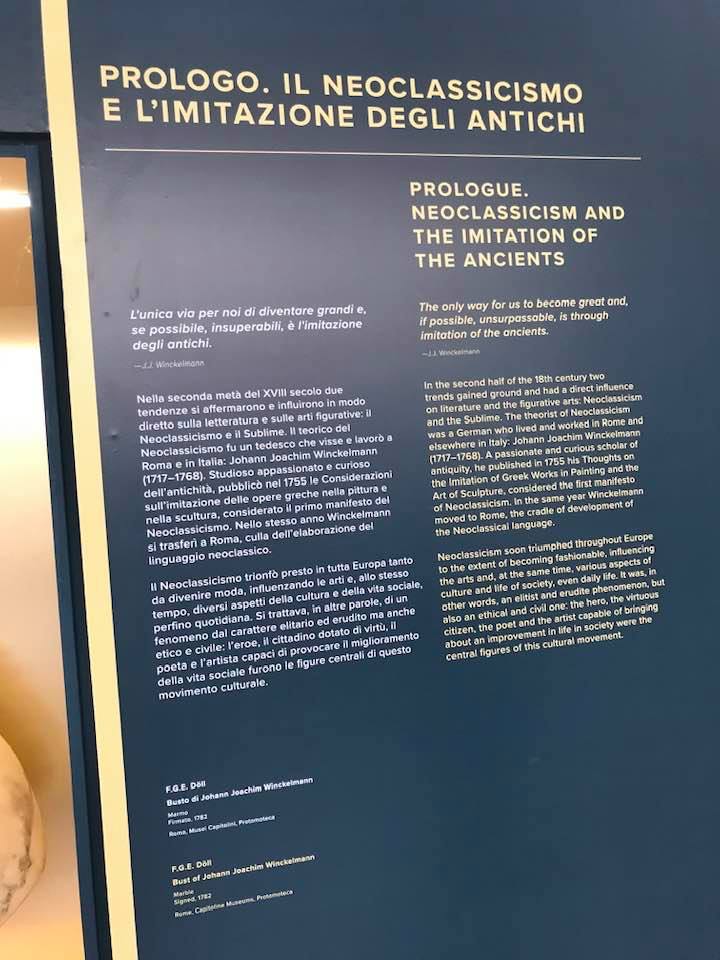 PROLOGO. IL NEOCLASSICISMO
E L'IMITAZIONE DEGLI ANTICHI
L'unica via per noi di diventare grandi e,
se possibile, insuperabili, è l'imitazione
degli antichi.
—J.J. Winckelmann
Nella seconda metà del XVIII secolo due
tendenze si affermarono e influirono in modo
diretto sulla letteratura e sulle arti figurative: il
Neoclassicismo e il Sublime. Il teorico del
Neoclassicismo fu un tedesco che visse e lavorò a
Roma e in Italia: Johann Joachim Winckelmann
(1717–1768). Studioso appassionato e curioso
dell'antichità, pubblicò nel 1755 le Considerazioni
sull'imitazione delle opere greche nella pittura e
nella scultura, considerato il primo manifesto del
Neoclassicismo. Nello stesso anno Winckelmann
si trasferì a Roma, culla dell'elaborazione del
linguaggio neoclassico.
Il Neoclassicismo trionfò presto in tutta Europa tanto
da divenire moda, influenzando le arti e, allo stesso
tempo, diversi aspetti della cultura e della vita sociale,
perfino quotidiana. Si trattava, in altre parole, di un
fenomeno dal carattere elitario ed erudito ma anche
etico e civile: l'eroe, il cittadino dotato di virtù, il
poeta e l'artista capaci di provocare il miglioramento
della vita sociale furono le figure centrali di questo
movimento culturale.
PROLOGUE.
NEOCLASSICISM AND
THE IMITATION OF
THE ANCIENTS
The only way for us to become great and,
if possible, unsurpassable, is through
imitation of the ancients.
—J.J. Winckelmann
In the second half of the 18th century two
trends gained ground and had a direct influence
on literature and the figurative arts: Neoclassicism
and the Sublime. The theorist of Neoclassicism
was a German who lived and worked in Rome and
elsewhere in Italy: Johann Joachim Winckelmann
(1717–1768). A passionate and curious scholar of
antiquity, he published in 1755 his Thoughts on
the Imitation of Greek Works in Painting and the
Art of Sculpture, considered the first manifesto
of Neoclassicism. In the same year Winckelmann
moved to Rome, the cradle of development of
the Neoclassical language.
Neoclassicism soon triumphed throughout Europe
to the extent of becoming fashionable, influencing
the arts and, at the same time, various aspects of
culture and life of society, even daily life. It was, in
other words, an elitist and erudite phenomenon, but
also an ethical and civil one: the hero, the virtuous
citizen, the poet and the artist capable of bringing
about an improvement in life in society were the
central figures of this cultural movement.
F.G.E. Döll
Busto di Johann Joachim Winckelmann
Marmo
Firmato, 1782
Roma, Musei Capitolini, Protomoteca
F.G.E. Döll
Bust of Johann Joachim Winckelmann
Marble
Signed, 1782
Rome, Capitoline Museums, Protomoteca